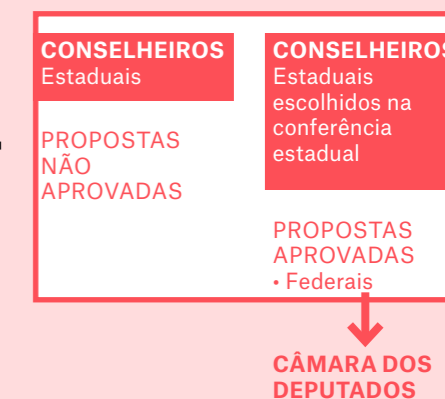 CONSELHEIROS
Estaduais
PROPOSTAS
NÃO
APROVADAS
CONSELHEIROS
Estaduais
escolhidos na
conferência
estadual
PROPOSTAS
APROVADAS
• Federais
CÂMARA DOS
DEPUTADOS